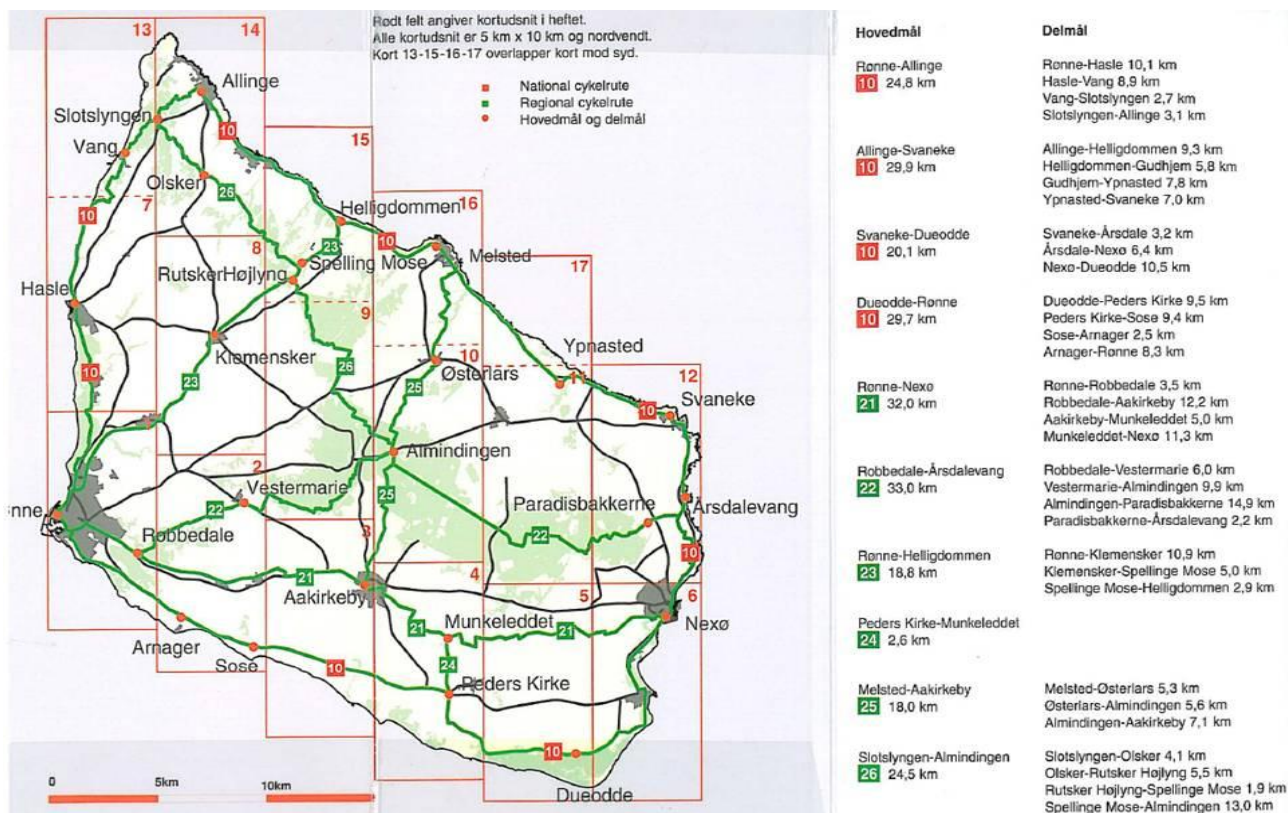 Rødt felt angiver kortudsnit i heftet.
Alle kortudsnit er 5 km x 10 km og nordvendt.
Kort 13-15-16-17 overlapper kort mod syd.
National cykelrute
Regional cykelrute
Hovedmål og delmål
13
14
Allinge
Slotslyngen
10
Vang
15
Olsker
26
7
10
Helligdommen
16
23
10
8
Melsted
Spelling Mose
17
RutskerHøjlyng
Hasle
9
Klemensker
Ypnasted
10
10
26
Østerlars
11
12
23
25
Svaneke
10
Almindingen
2
Vestermarie
25
Paradisbakkerne
Årsdalevang
22
ønne
Robbedale
3
22
10
21
4
Aakirkeby
5
6
Munkeleddet
Nexø
21
21
Arnager
24
Sose
10
Peders Kirke
10
Dueodde
0
5km
10km
Hovedmål
Delmål
Rønne-Allinge
10 24,8 km
Rønne-Hasle 10,1 km
Hasle-Vang 8,9 km
Vang-Slotslyngen 2,7 km
Slotslyngen-Allinge 3,1 km
Allinge-Svaneke
10 29,9 km
Allinge-Helligdommen 9,3 km
Helligdommen-Gudhjem 5,8 km
Gudhjem-Ypnasted 7,8 km
Ypnasted-Svaneke 7,0 km
Svaneke-Dueodde
10 20,1 km
Svaneke-Årsdale 3,2 km
Årsdale-Nexø 6,4 km
Nexø-Dueodde 10,5 km
Dueodde-Rønne
10 29,7 km
Dueodde-Peders Kirke 9,5 km
Peders Kirke-Sose 9,4 km
Sose-Arnager 2,5 km
Arnager-Rønne 8,3 km
Rønne-Nexø
21 32,0 km
Rønne-Robbedale 3,5 km
Robbedale-Aakirkeby 12,2 km
Aakirkeby-Munkeleddet 5,0 km
Munkeleddet-Nexø 11,3 km
Robbedale-Årsdalevang
22 33,0 km
Robbedale-Vestermarie 6,0 km
Vestermarie-Almindingen 9,9 km
Almindingen-Paradisbakkerne 14,9 km
Paradisbakkerne-Årsdalevang 2,2 km
Rønne-Helligdommen
23 18,8 km
Rønne-Klemensker 10,9 km
Klemensker-Spellinge Mose 5,0 km
Spellinge Mose-Helligdommen 2,9 km
Peders Kirke-Munkeleddet
24 2,6 km
Melsted-Aakirkeby
25 18,0 km
Melsted-Østerlars 5,3 km
Østerlars-Almindingen 5,6 km
Almindingen-Aakirkeby 7,1 km
Slotslyngen-Almindingen
26 24,5 km
Slotslyngen-Olsker 4,1 km
Olsker-Rutsker Højlyng 5,5 km
Rutsker Højlyng-Spellinge Mose 1,9 km
Spellinge Mose-Almindingen 13,0 km